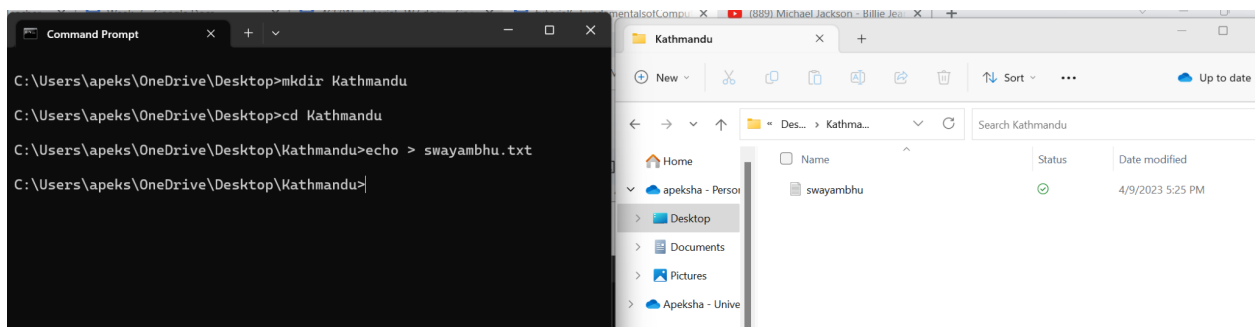 (889) Michael Jackson - Billie Jea
Command Prompt
C:\Users\apeks\OneDrive\Desktop>mkdir Kathmandu
C:\Users\apeks\OneDrive\Desktop>cd Kathmandu
C:\Users\apeks\OneDrive\Desktop\Kathmandu>echo > swayambhu.txt
C:\Users\apeks\OneDrive\Desktop\Kathmandu>
Kathmandu
New
Sort
Up to date
Des... > Kathma...
Search Kathmandu
Name Status Date modified
swayambhu 4/9/2023 5:25 PM
Home
apeksha - Person
Desktop
Documents
Pictures
Apeksha - Unive